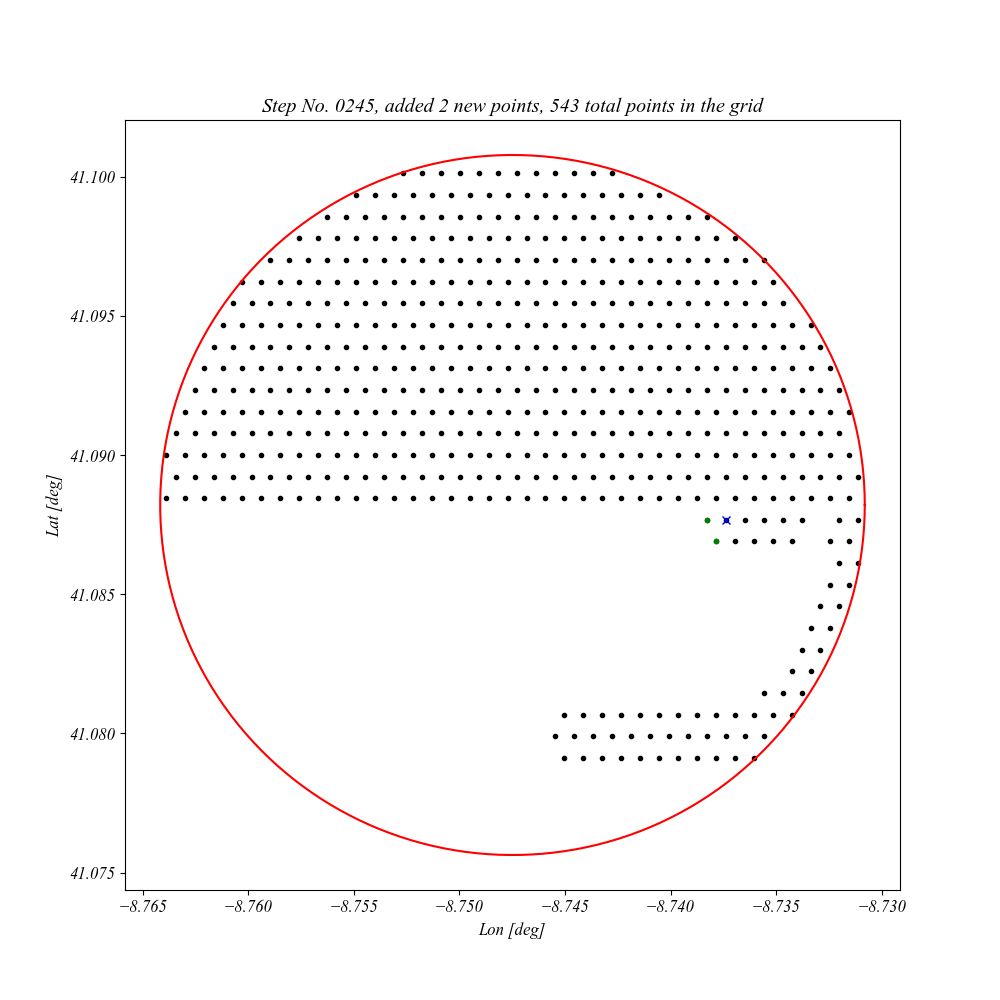 Step No. 0245, added 2 new points, 543 total points in the grid
41.100
41.095
41.090
41.085
41.080
41.075
Lat [deg]
−8.765 −8.760 −8.755 −8.750 −8.745 −8.740 −8.735 −8.730
Lon [deg]